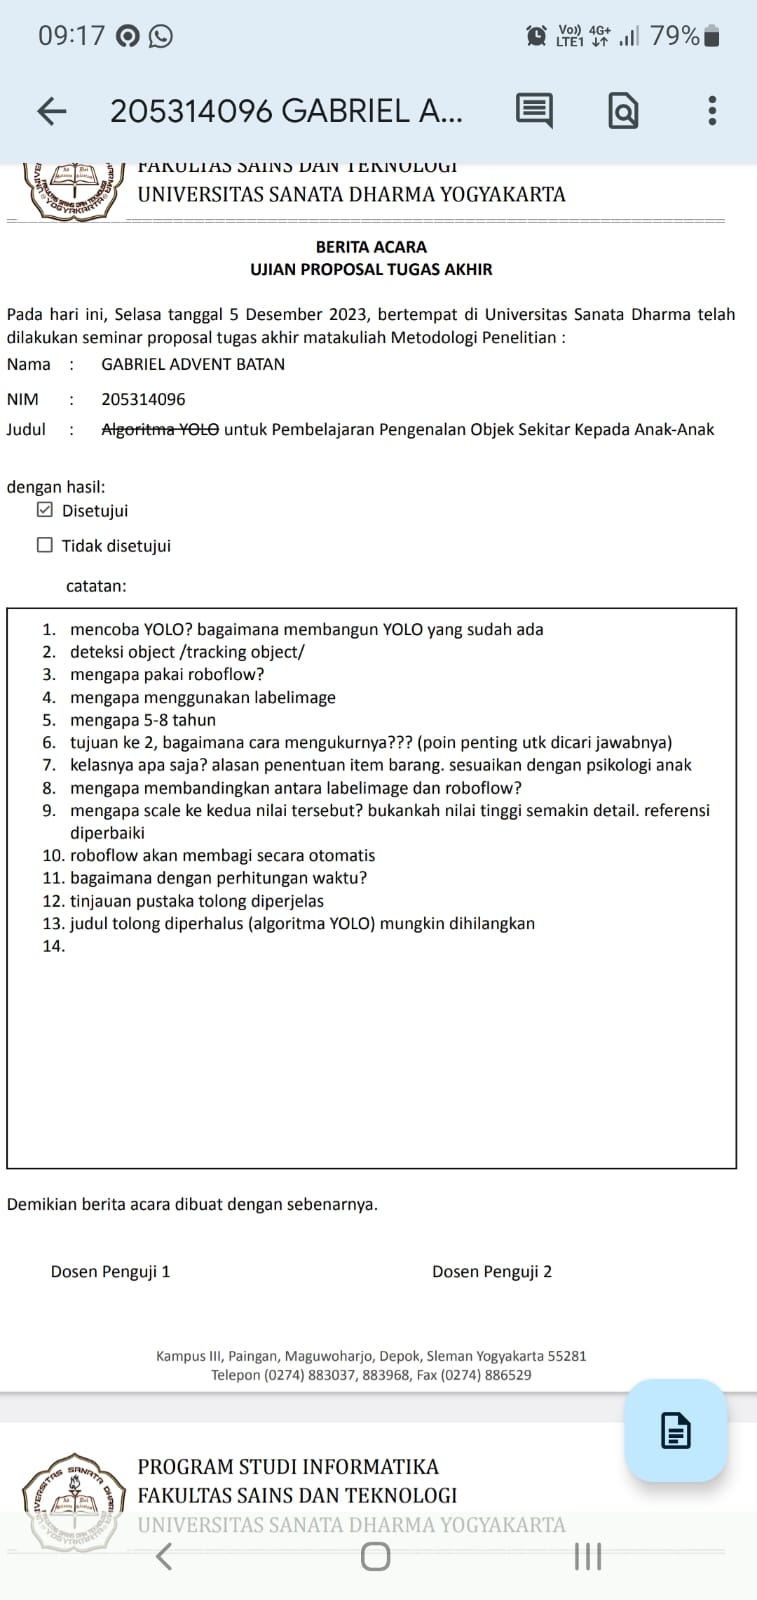 09:17
Vo)) LTE1 4G+ 79%
205314096 GABRIEL A...
FAKULTAS SAINS DAN TEKNOLOGI
UNIVERSITAS SANATA DHARMA YOGYAKARTA
BERITA ACARA
UJIAN PROPOSAL TUGAS AKHIR
Pada hari ini, Selasa tanggal 5 Desember 2023, bertempat di Universitas Sanata Dharma telah
dilakukan seminar proposal tugas akhir matakuliah Metodologi Penelitian :
Nama : GABRIEL ADVENT BATAN
NIM : 205314096
Judul : Algoritma YOLO untuk Pembelajaran Pengenalan Objek Sekitar Kepada Anak-Anak
dengan hasil:
Disetujui
Tidak disetujui
catatan:
1. mencoba YOLO? bagaimana membangun YOLO yang sudah ada
2. deteksi object /tracking object/
3. mengapa pakai roboflow?
4. mengapa menggunakan labelimage
5. mengapa 5-8 tahun
6. tujuan ke 2, bagaimana cara mengukurnya??? (poin penting utk dicari jawabnya)
7. kelasnya apa saja? alasan penentuan item barang. sesuaikan dengan psikologi anak
8. mengapa membandingkan antara labelimage dan roboflow?
9. mengapa scale ke kedua nilai tersebut? bukankah nilai tinggi semakin detail. referensi
diperbaiki
10. roboflow akan membagi secara otomatis
11. bagaimana dengan perhitungan waktu?
12. tinjauan pustaka tolong diperjelas
13. judul tolong diperhalus (algoritma YOLO) mungkin dihilangkan
14.
Demikian berita acara dibuat dengan sebenarnya.
Dosen Penguji 1 Dosen Penguji 2
Kampus III, Paingan, Maguwoharjo, Depok, Sleman Yogyakarta 55281
Telepon (0274) 883037, 883968, Fax (0274) 886529
PROGRAM STUDI INFORMATIKA
FAKULTAS SAINS DAN TEKNOLOGI
UNIVERSITAS SANATA DHARMA YOGYAKARTA